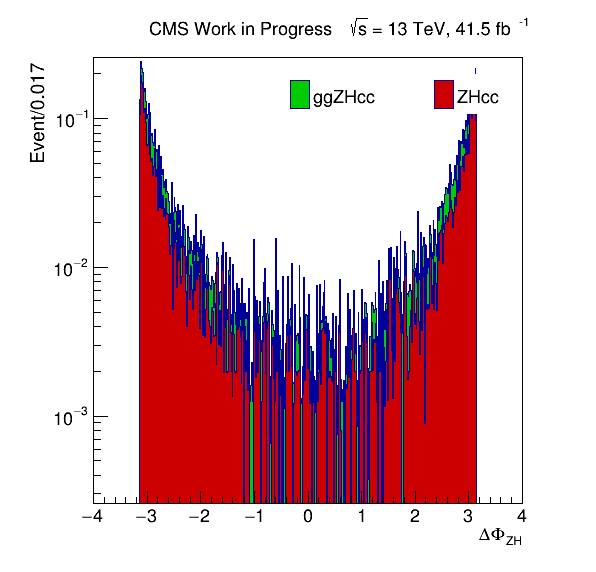 CMS Work in Progress √s = 13 TeV, 41.5 fb⁻¹
Event/0.017
ggZHcc ZHcc
10⁻¹
10⁻²
10⁻³
−4 −3 −2 −1 0 1 2 3 4
ΔΦ_ZH